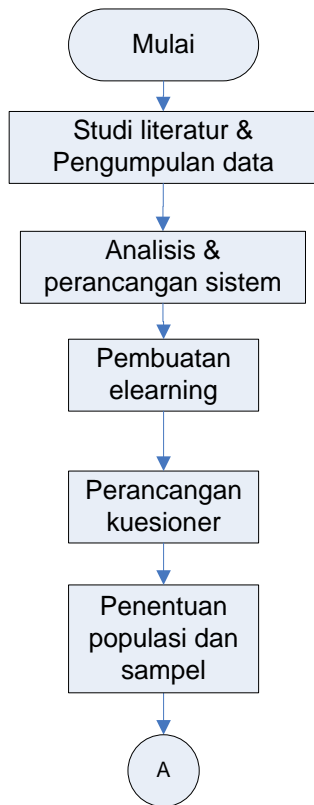 Mulai
Studi literatur &
Pengumpulan data
Analisis &
perancangan sistem
Pembuatan
elearning
Perancangan
kuesioner
Penentuan
populasi dan
sampel
A